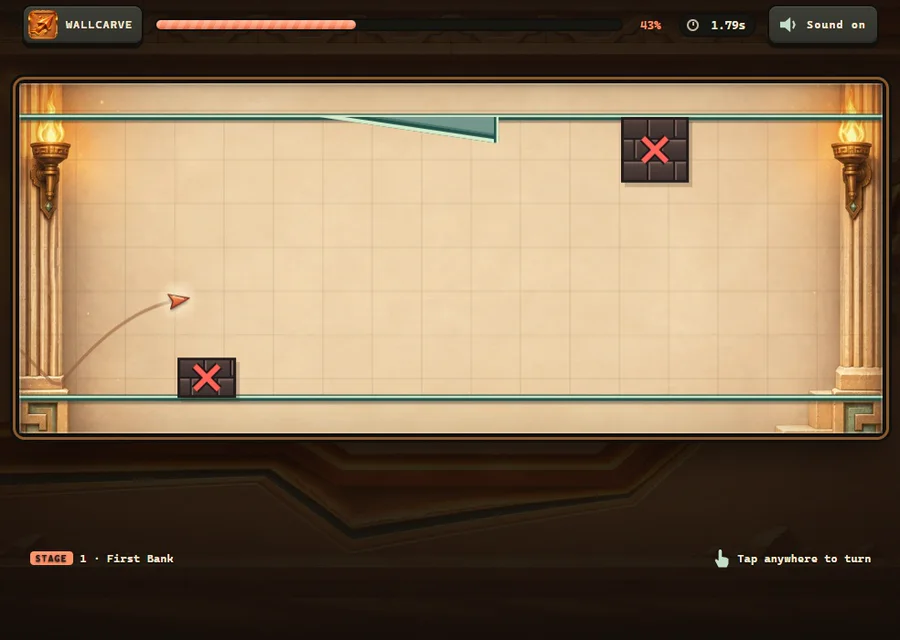 WALLCARVE
43%
1.79s
Sound on
STAGE 1 · First Bank
Tap anywhere to turn